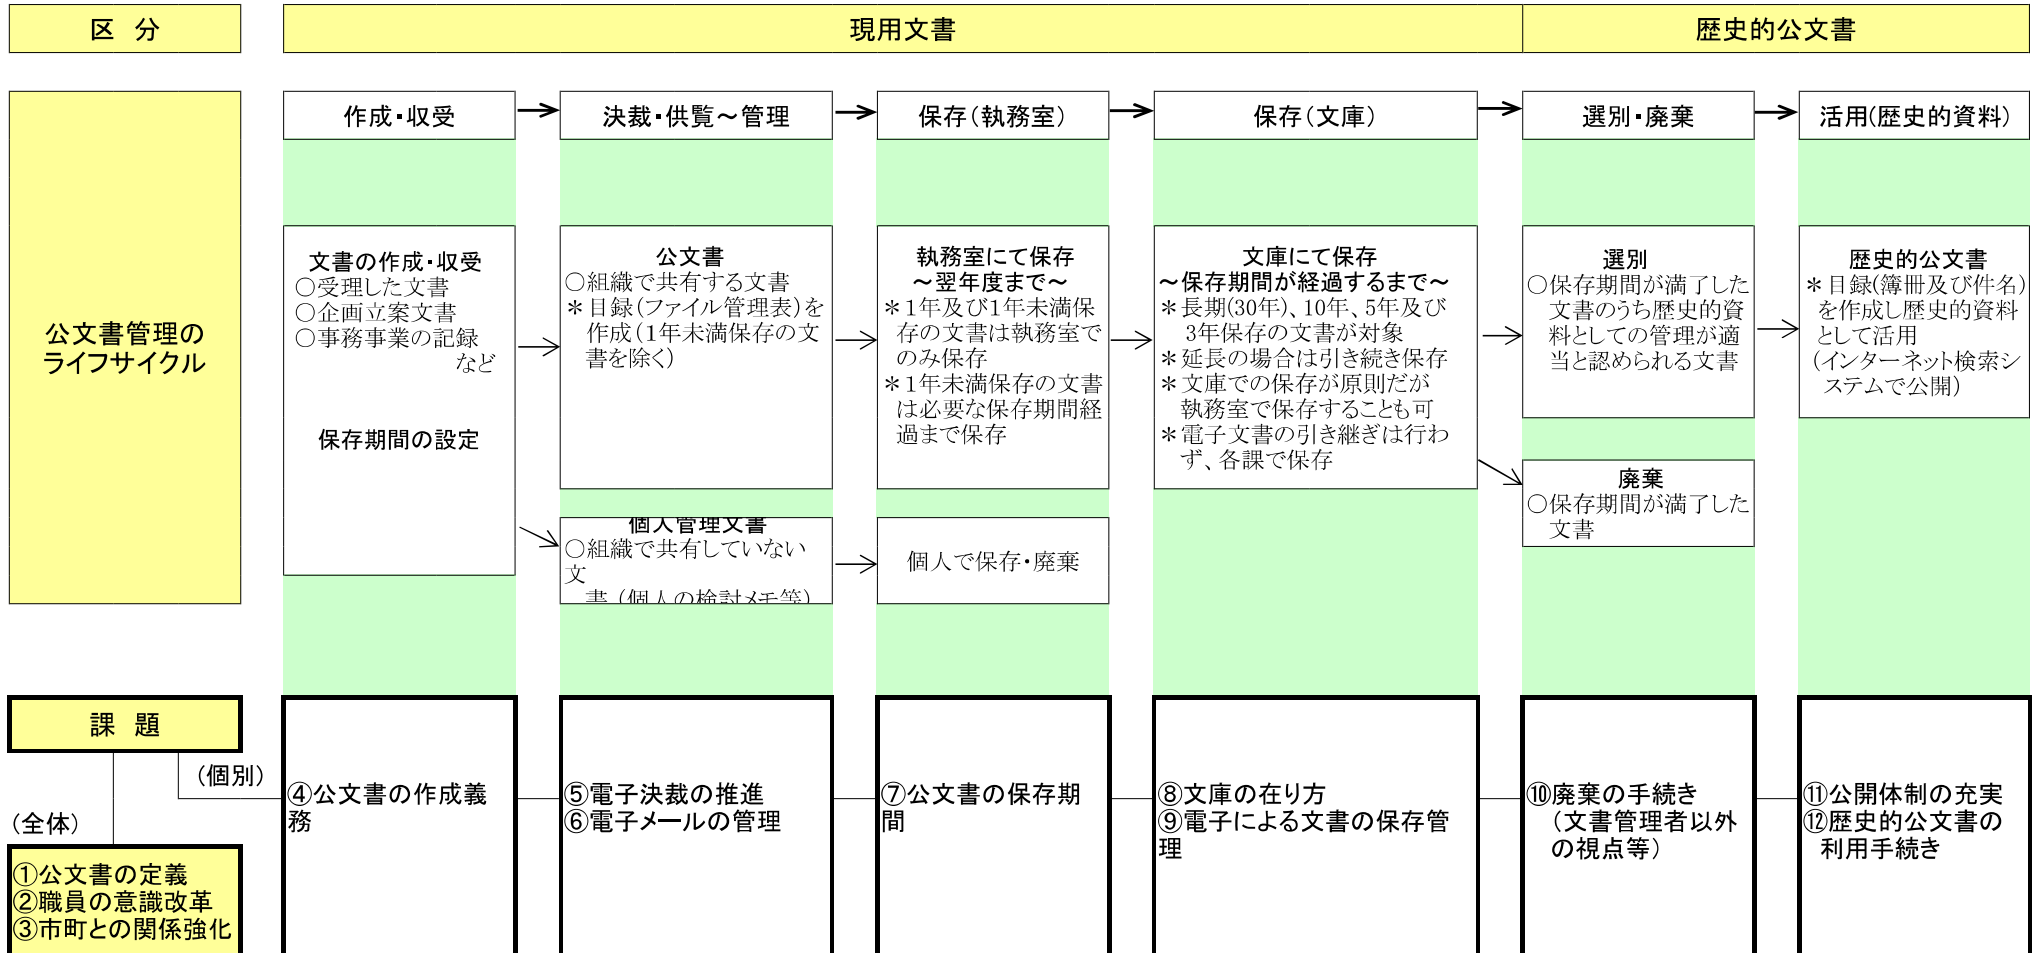 区　分
現用文書
歴史的公文書
公文書管理の
ライフサイクル
作成・収受
決裁・供覧～管理
保存（執務室）
保存（文庫）
選別・廃棄
活用(歴史的資料)
文書の作成・収受
○受理した文書
○企画立案文書
○事務事業の記録
など
保存期間の設定
公文書
○組織で共有する文書
＊目録（ファイル管理表）を
作成（1年未満保存の文
書を除く）
個人管理文書
○組織で共有していない
文
書（個人の検討メモ等）
執務室にて保存
～翌年度まで～
＊1年及び1年未満保
存の文書は執務室で
のみ保存
＊1年未満保存の文書
は必要な保存期間経
過まで保存
個人で保存・廃棄
文庫にて保存
～保存期間が経過するまで～
＊長期(30年)、10年、5年及び
3年保存の文書が対象
＊延長の場合は引き続き保存
＊文庫での保存が原則だが
執務室で保存することも可
＊電子文書の引き継ぎは行わ
ず、各課で保存
選別
○保存期間が満了した
文書のうち歴史的資
料としての管理が適
当と認められる文書
廃棄
○保存期間が満了した
文書
歴史的公文書
＊目録(簿冊及び件名)
を作成し歴史的資料
として活用
（インターネット検索シ
ステムで公開）
課　題
（個別）
（全体）
①公文書の定義
②職員の意識改革
③市町との関係強化
④公文書の作成義
務
⑤電子決裁の推進
⑥電子メールの管理
⑦公文書の保存期
間
⑧文庫の在り方
⑨電子による文書の保存管
理
⑩廃棄の手続き
（文書管理者以外
の視点等）
⑪公開体制の充実
⑫歴史的公文書の
利用手続き